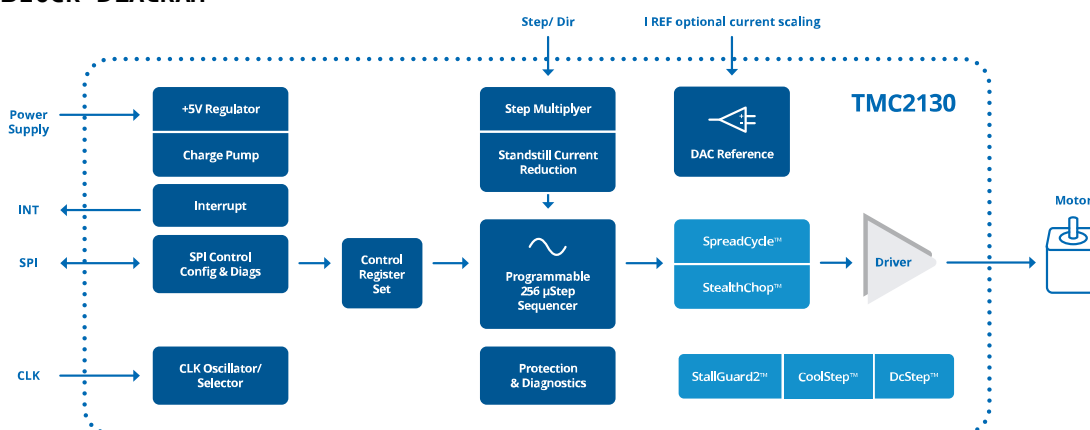 BLOCK DIAGRAM
Step/ Dir
I REF optional current scaling
TMC2130
Power
Supply
+5V Regulator
Charge Pump
Step Multiplyer
Standstill Current
Reduction
DAC Reference
INT
Interrupt
SPI
SPI Control
Config & Diags
Control
Register
Set
Programmable
256 µStep
Sequencer
SpreadCycle™
StealthChop™
Driver
Motor
CLK
CLK Oscillator/
Selector
Protection
& Diagnostics
StallGuard2™
CoolStep™
DcStep™